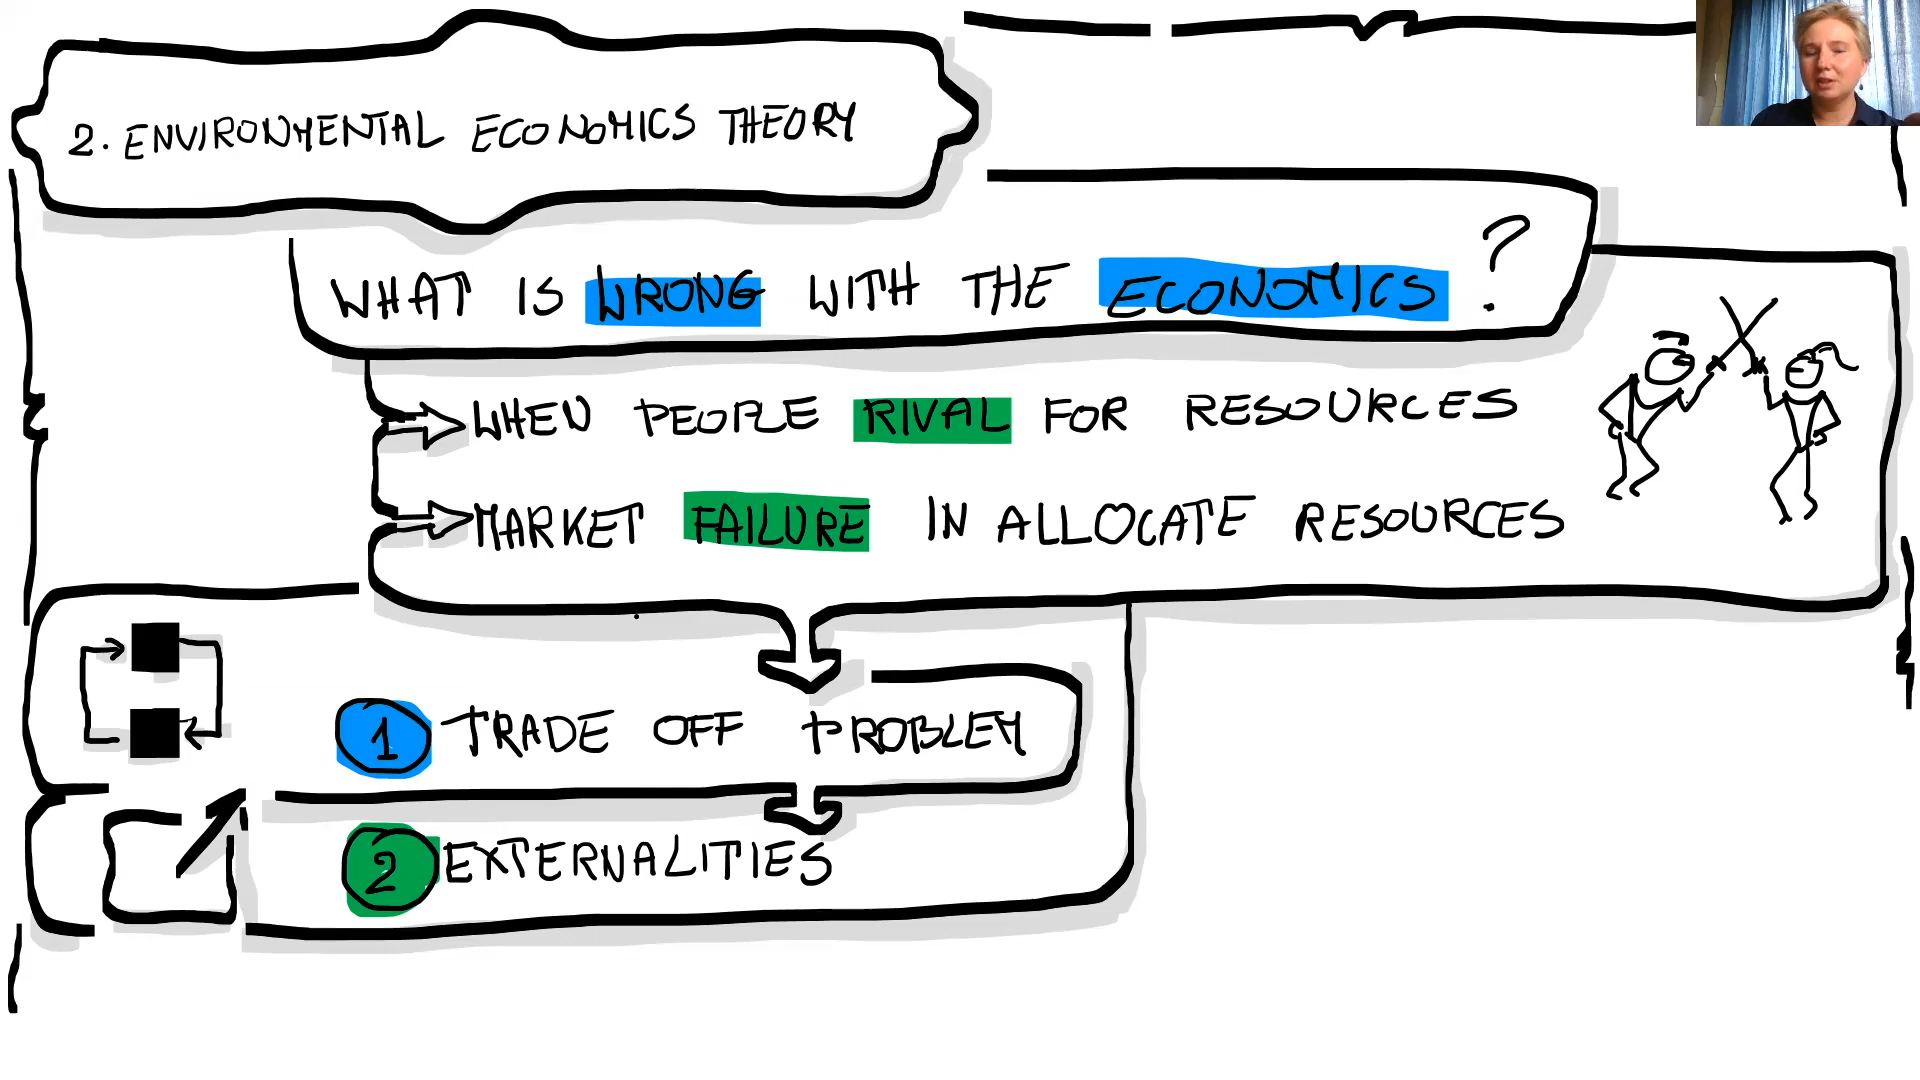 2. ENVIRONMENTAL ECONOMICS THEORY
WHAT IS WRONG WITH THE ECONOMICS ?
WHEN PEOPLE RIVAL FOR RESOURCES
MARKET FAILURE IN ALLOCATE RESOURCES
1 TRADE OFF PROBLEM
2 EXTERNALITIES